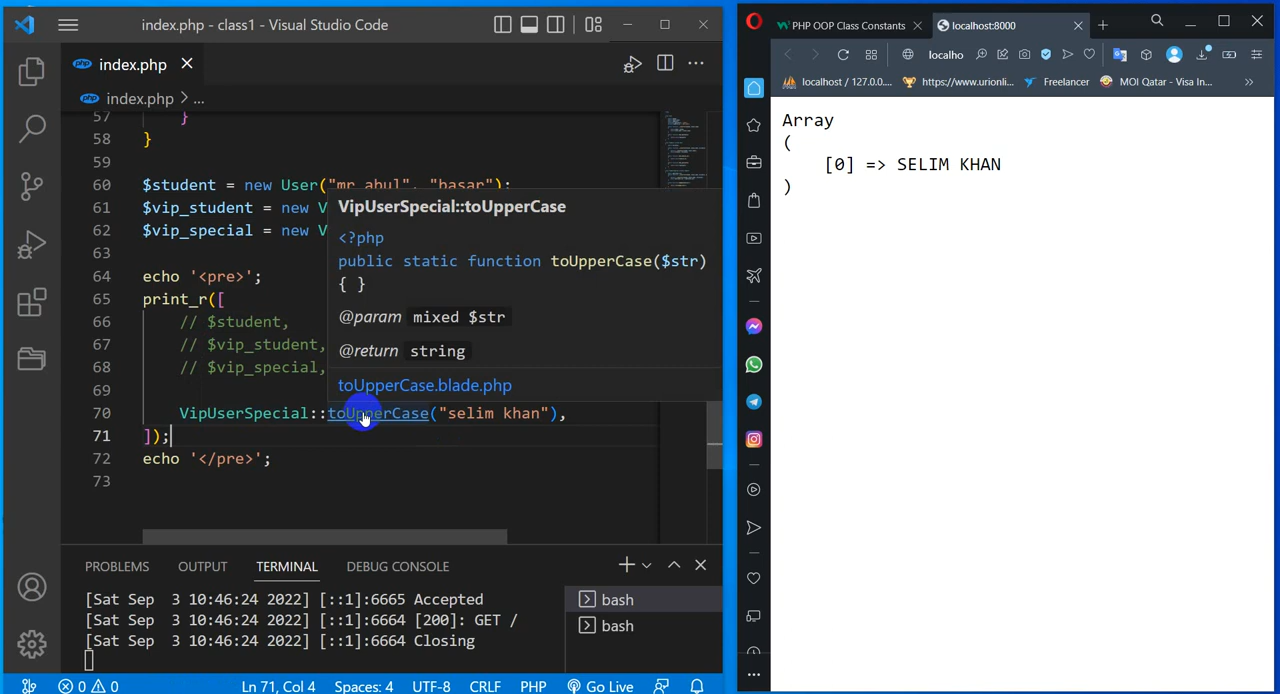 index.php - class1 - Visual Studio Code
index.php
index.php > ...
57 }
58 }
59
60 $student = new User("mr abul", "basar");
61 $vip_student = new V
62 $vip_special = new V
63
64 echo '<pre>';
65 print_r([
66 // $student,
67 // $vip_student,
68 // $vip_special,
69
70 VipUserSpecial::toUpperCase("selim khan"),
71 ]);
72 echo '</pre>';
73
VipUserSpecial::toUpperCase
<?php
public static function toUpperCase($str)
{ }
@param mixed $str
@return string
toUpperCase.blade.php
PROBLEMS OUTPUT TERMINAL DEBUG CONSOLE
[Sat Sep  3 10:46:24 2022] [::1]:6665 Accepted
[Sat Sep  3 10:46:24 2022] [::1]:6664 [200]: GET /
[Sat Sep  3 10:46:24 2022] [::1]:6664 Closing
bash
bash
0 0 Ln 71, Col 4 Spaces: 4 UTF-8 CRLF PHP Go Live
PHP OOP Class Constants
localhost:8000
localho
localhost / 127.0.0....
https://www.urionli...
Freelancer
MOI Qatar - Visa In...
Array
(
[0] => SELIM KHAN
)